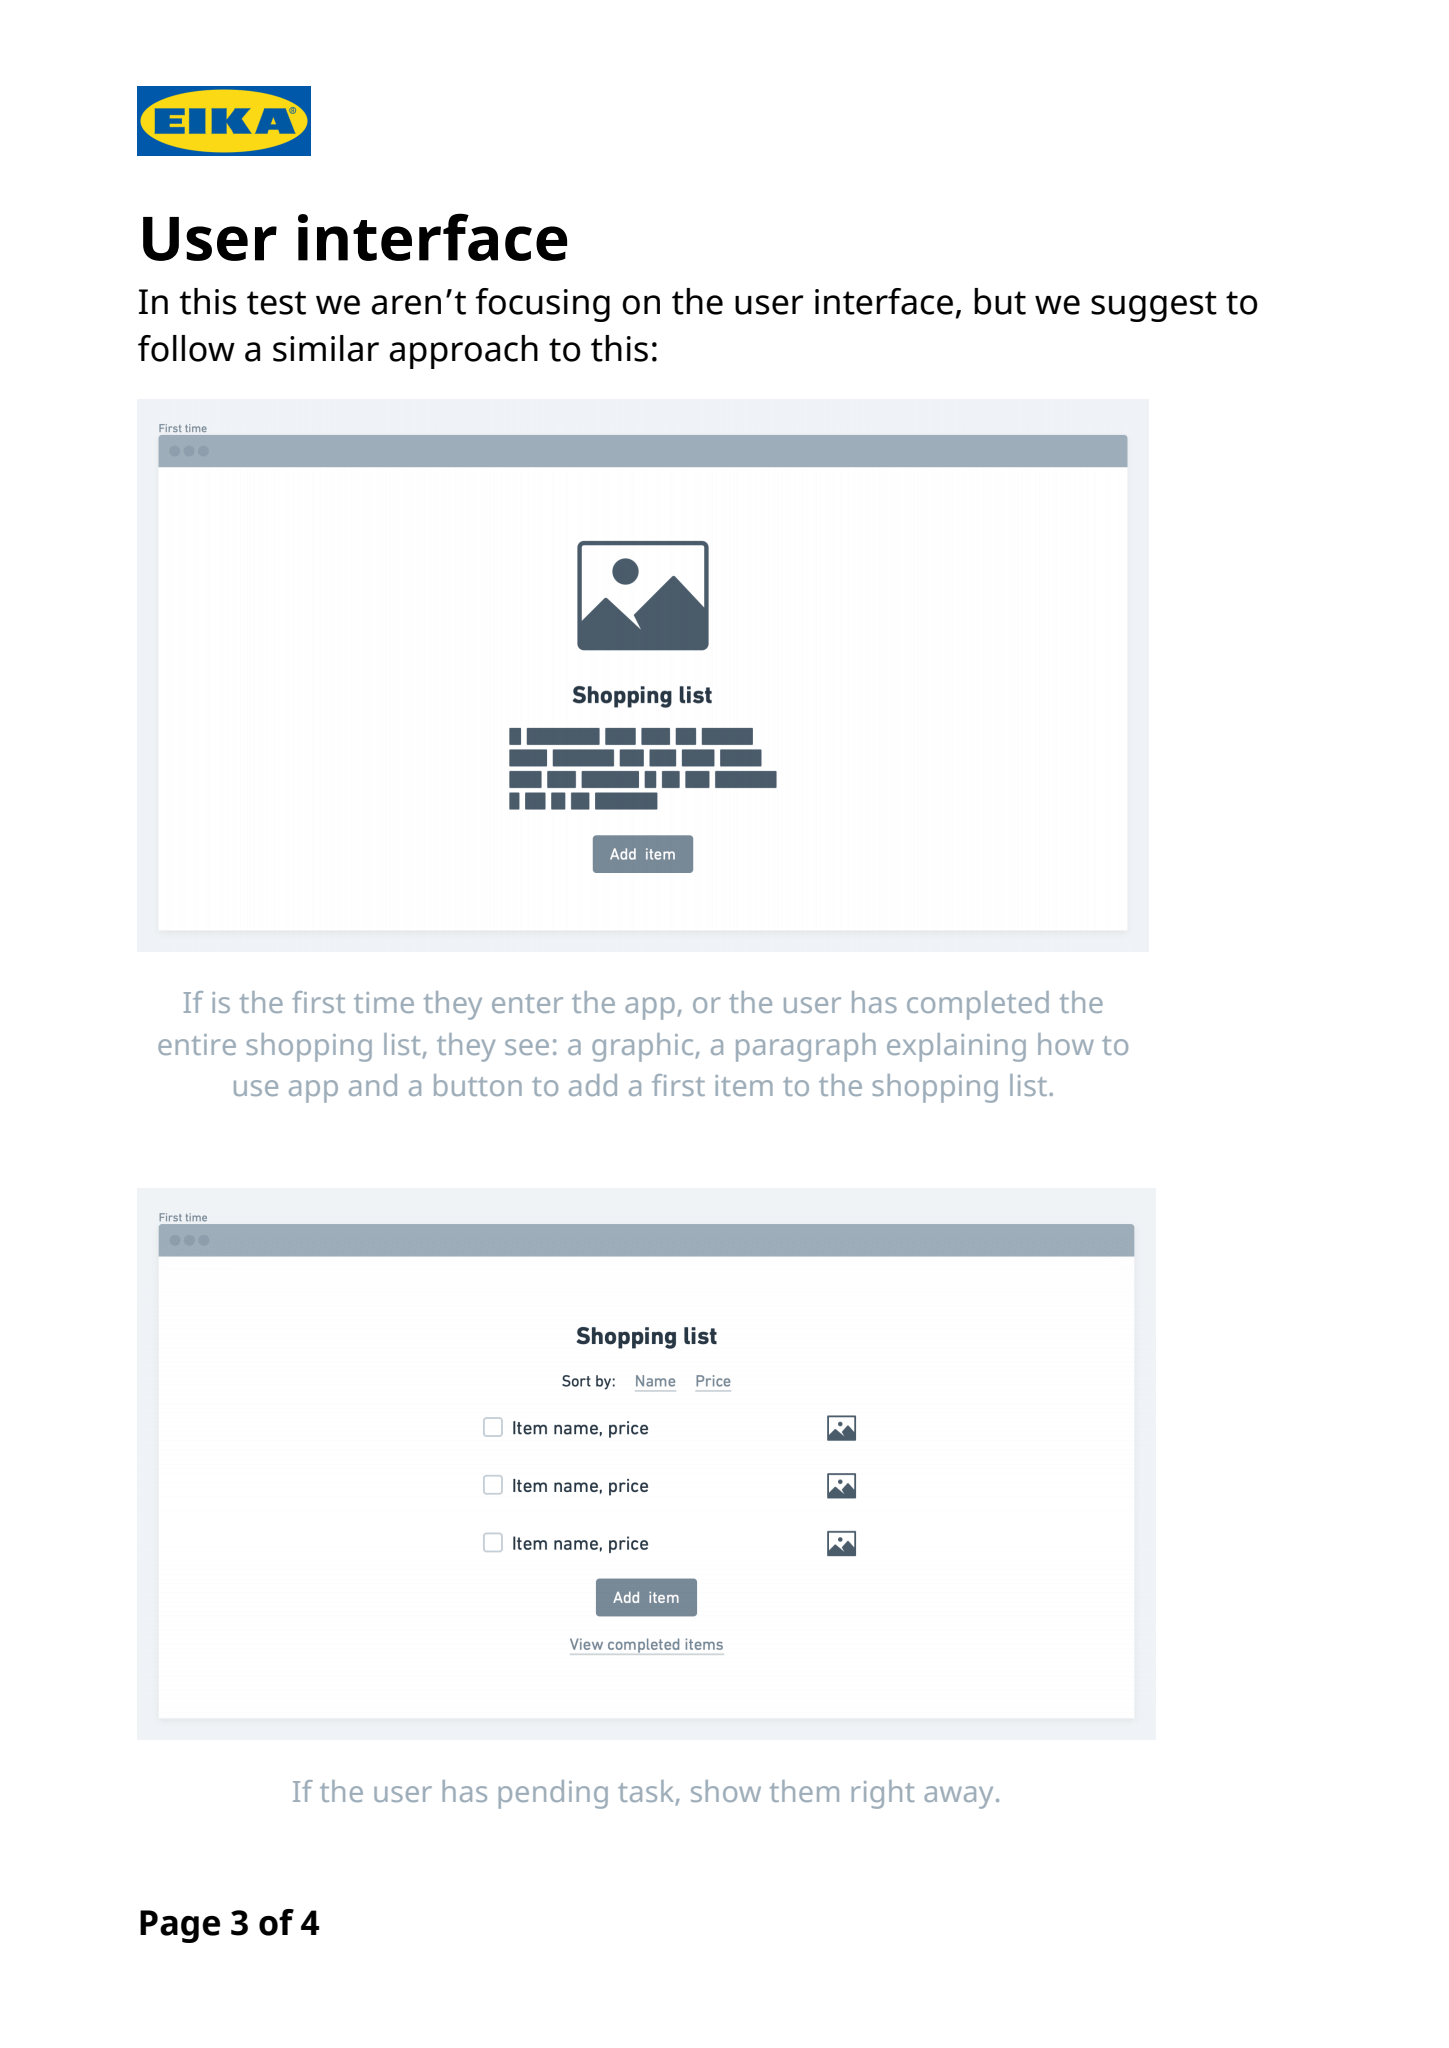 EIKA®
User interface
In this test we aren’t focusing on the user interface, but we suggest to
follow a similar approach to this:
First time
Shopping list
Add item
If is the first time they enter the app, or the user has completed the
entire shopping list, they see: a graphic, a paragraph explaining how to
use app and a button to add a first item to the shopping list.
First time
Shopping list
Sort by: Name Price
Item name, price
Item name, price
Item name, price
Add item
View completed items
If the user has pending task, show them right away.
Page 3 of 4